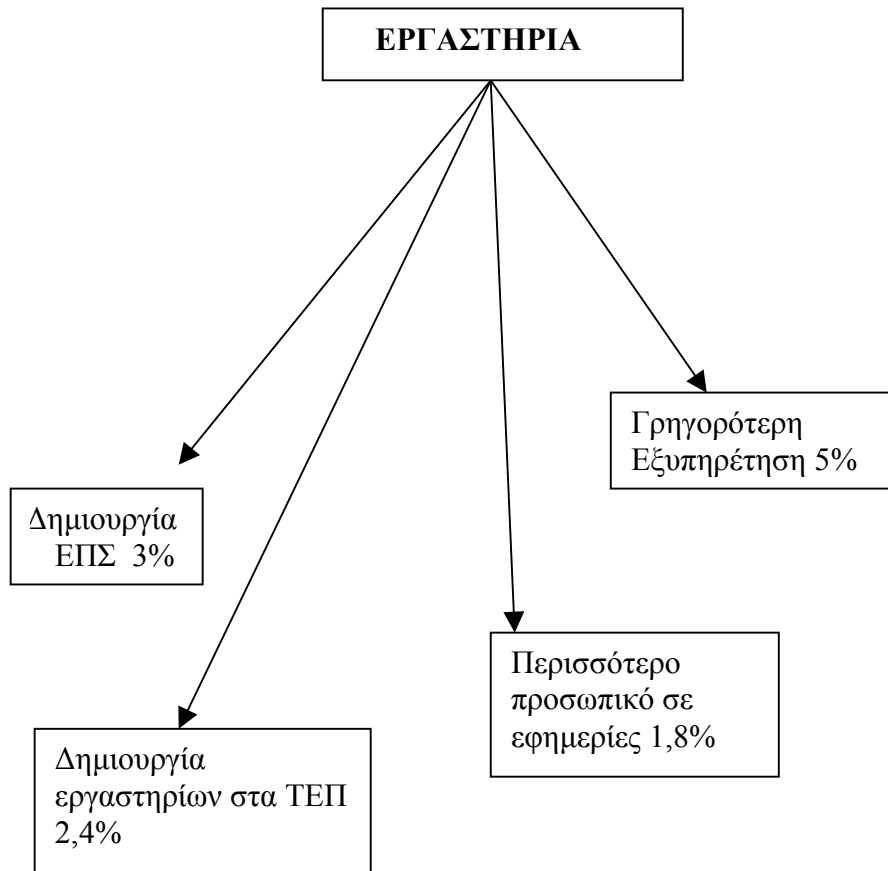 ΕΡΓΑΣΤΗΡΙΑ
Γρηγορότερη
Εξυπηρέτηση 5%
Δημιουργία
ΕΠΣ 3%
Περισσότερο
προσωπικό σε
εφημερίες 1,8%
Δημιουργία
εργαστηρίων στα ΤΕΠ
2,4%